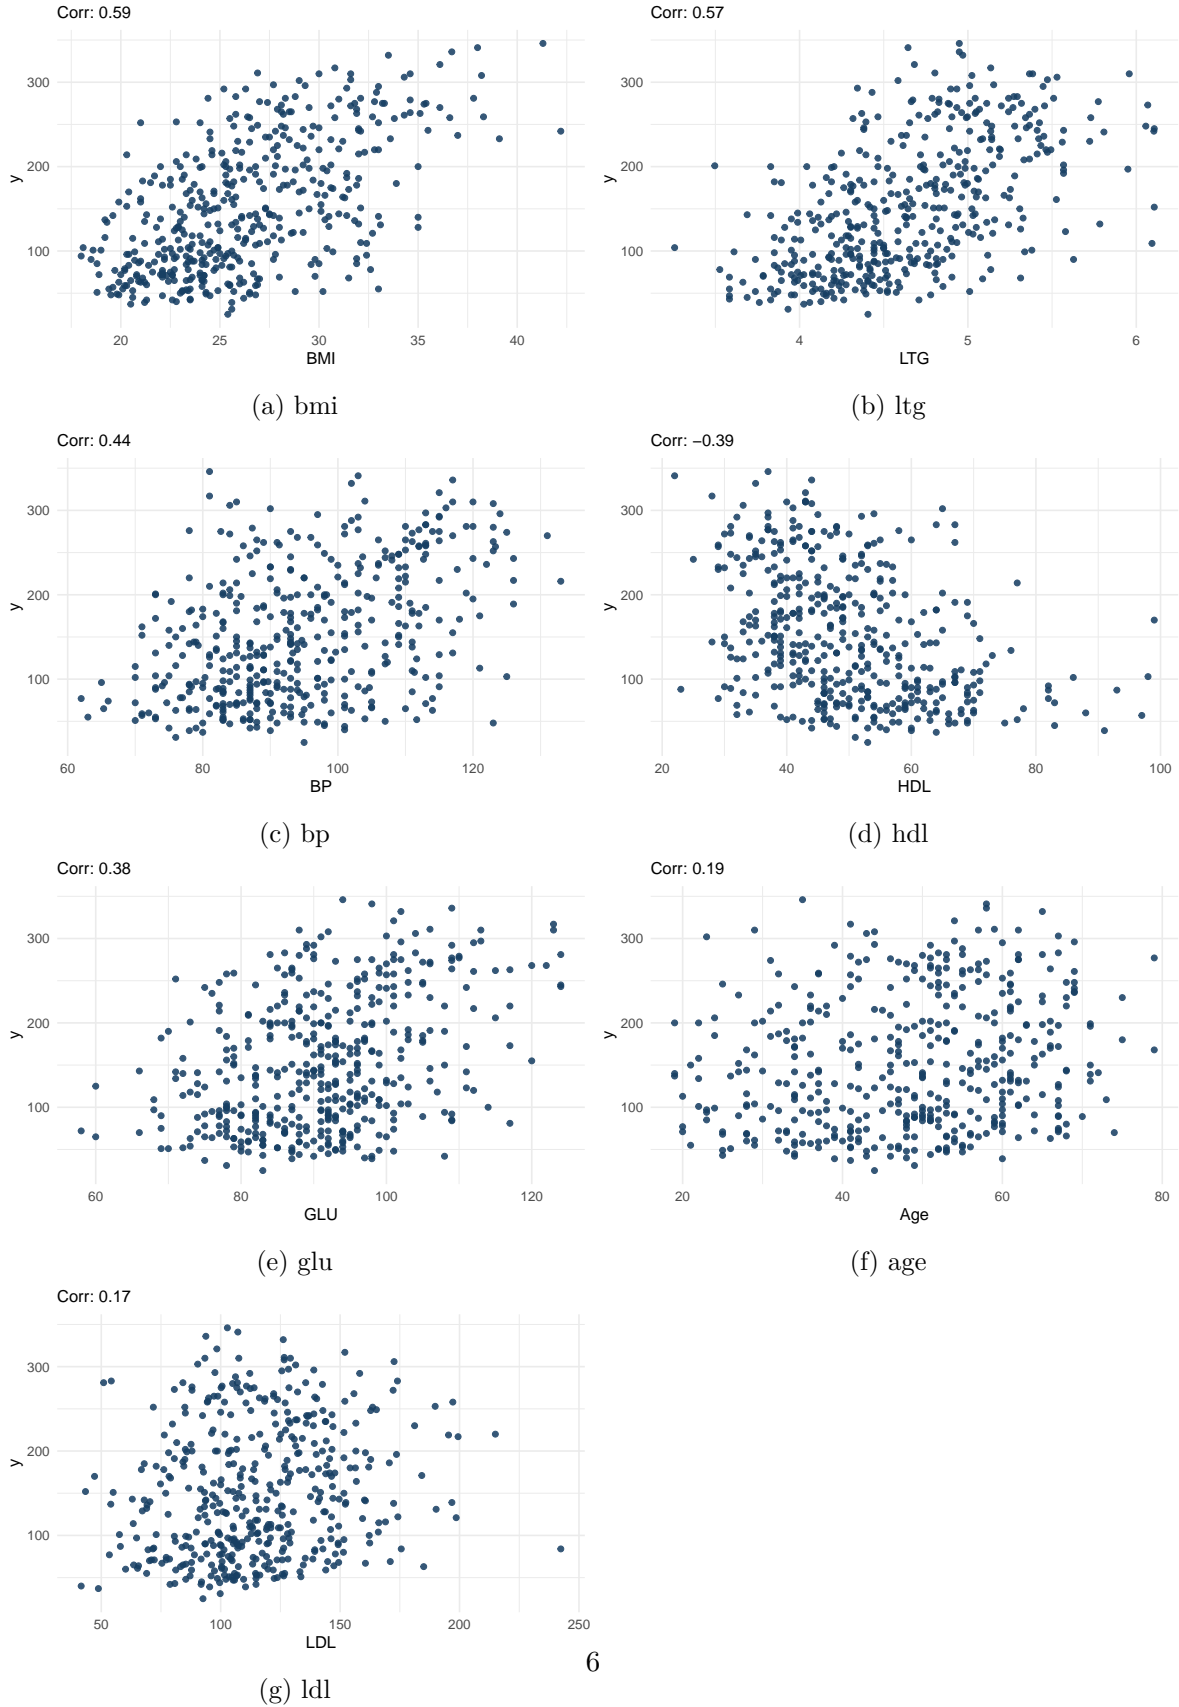 Corr: 0.59
300
200
100
y
20 25 30 35 40
BMI
(a) bmi
Corr: 0.57
300
200
100
y
4 5 6
LTG
(b) ltg
Corr: 0.44
300
200
100
y
60 80 100 120
BP
(c) bp
Corr: −0.39
300
200
100
y
20 40 60 80 100
HDL
(d) hdl
Corr: 0.38
300
200
100
y
60 80 100 120
GLU
(e) glu
Corr: 0.19
300
200
100
y
20 40 60 80
Age
(f) age
Corr: 0.17
300
200
100
y
50 100 150 200 250
LDL
(g) ldl
6